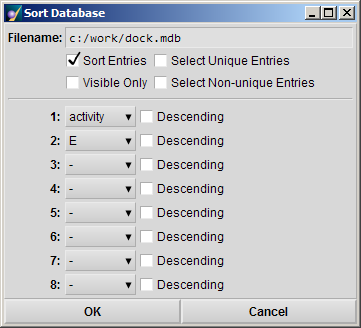 Sort Database
Filename: c:/work/dock.mdb
Sort Entries Select Unique Entries
Visible Only Select Non-unique Entries
1: activity Descending
2: E Descending
3: - Descending
4: - Descending
5: - Descending
6: - Descending
7: - Descending
8: - Descending
OK Cancel